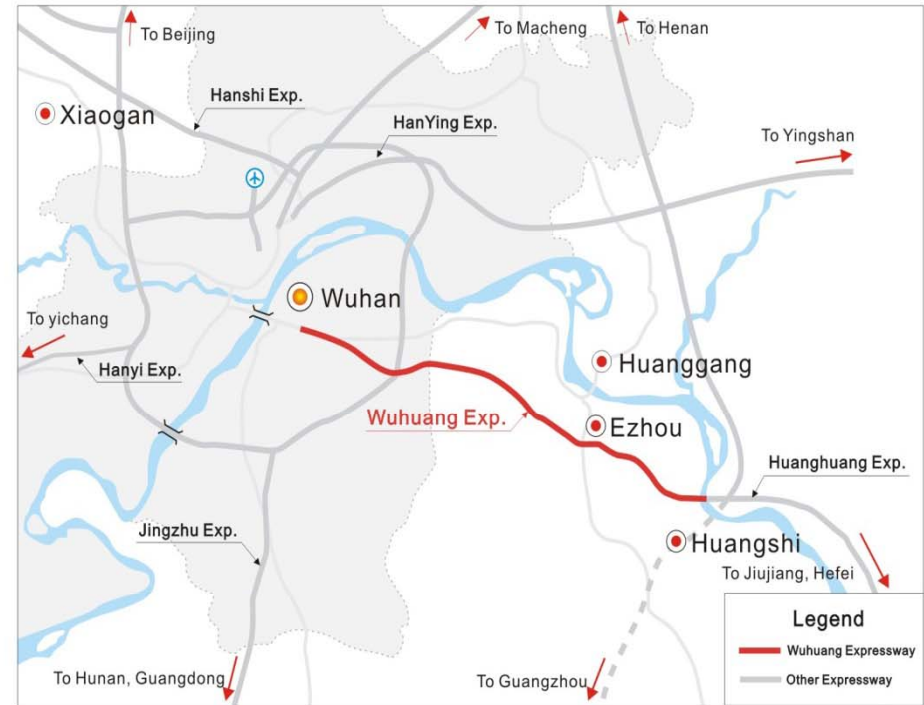 To Beijing
To Macheng
To Henan
Hanshi Exp.
Xiaogan
HanYing Exp.
To Yingshan
Wuhan
To yichang
Hanyi Exp.
Huanggang
Wuhuang Exp.
Ezhou
Huanghuang Exp.
Jingzhu Exp.
Huangshi
To Jiujiang, Hefei
Legend
Wuhuang Expressway
Other Expressway
To Hunan, Guangdong
To Guangzhou